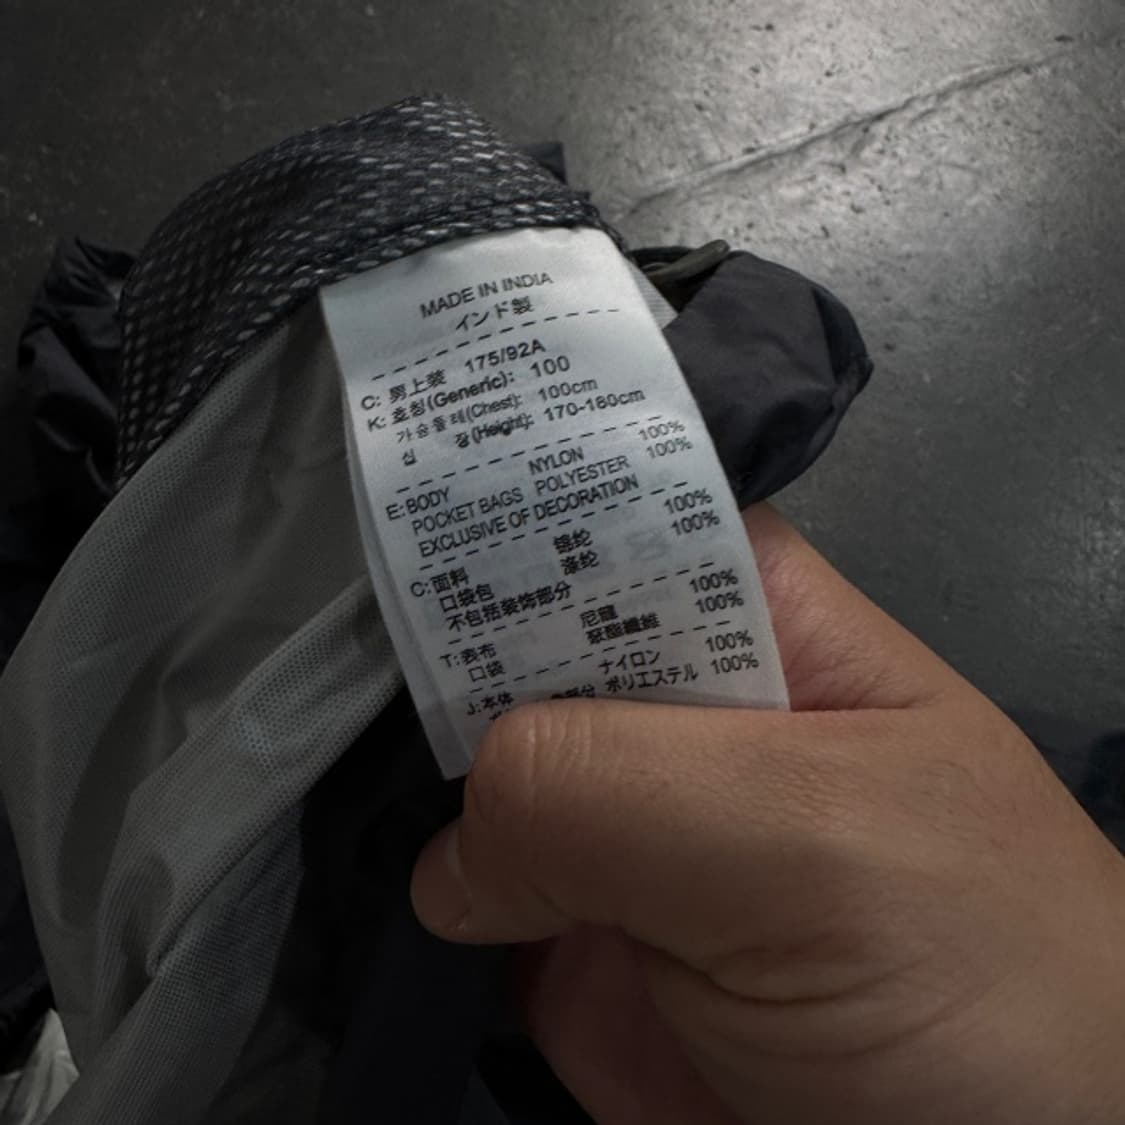 MADE IN INDIA
インド製
C: 男上装 175/92A
K: 호칭(Generic): 100
가슴둘레(Chest): 100cm
신 장(Height): 170-180cm
E: BODY NYLON 100%
POCKET BAGS POLYESTER 100%
EXCLUSIVE OF DECORATION
C: 面料 锦纶 100%
口袋包 涤纶 100%
不包括装饰部分
T: 表布 尼龍 100%
口袋 聚酯纖維 100%
J: 本体 ナイロン 100%
部分 ポリエステル 100%